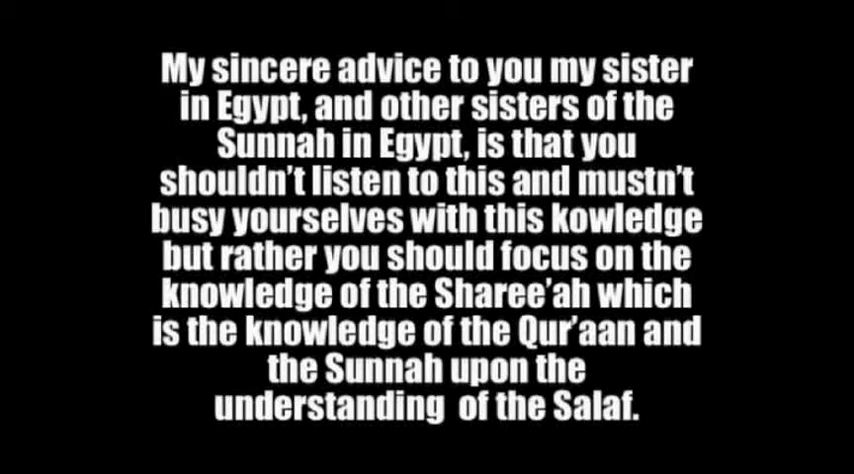 My sincere advice to you my sister
in Egypt, and other sisters of the
Sunnah in Egypt, is that you
shouldn't listen to this and mustn't
busy yourselves with this kowledge
but rather you should focus on the
knowledge of the Sharee'ah which
is the knowledge of the Qur'aan and
the Sunnah upon the
understanding of the Salaf.